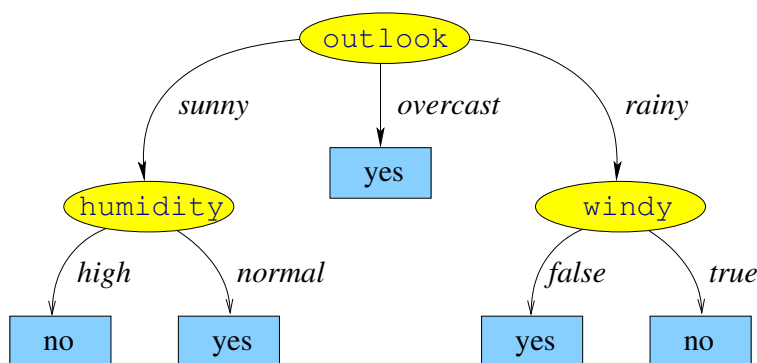 outlook
sunny overcast rainy
yes
humidity windy
high normal false true
no yes yes no